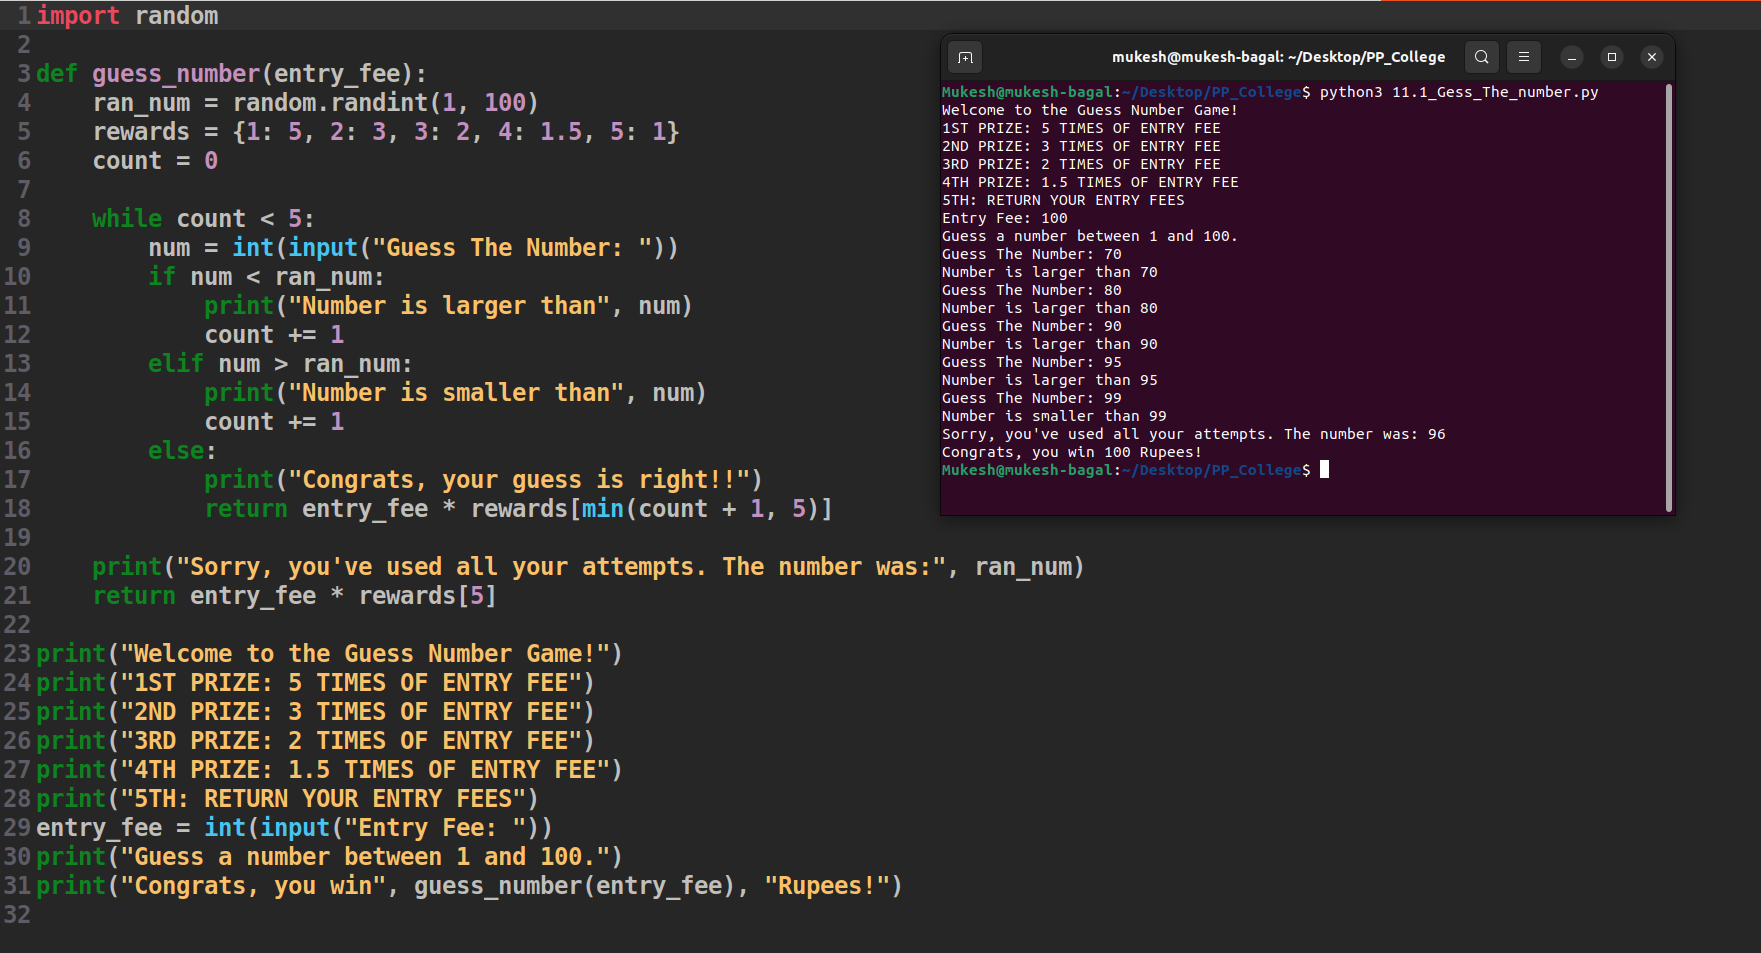 1 import random
2
3 def guess_number(entry_fee):
4     ran_num = random.randint(1, 100)
5     rewards = {1: 5, 2: 3, 3: 2, 4: 1.5, 5: 1}
6     count = 0
7
8     while count < 5:
9         num = int(input("Guess The Number: "))
10         if num < ran_num:
11             print("Number is larger than", num)
12             count += 1
13         elif num > ran_num:
14             print("Number is smaller than", num)
15             count += 1
16         else:
17             print("Congrats, your guess is right!!")
18             return entry_fee * rewards[min(count + 1, 5)]
19
20     print("Sorry, you've used all your attempts. The number was:", ran_num)
21     return entry_fee * rewards[5]
22
23 print("Welcome to the Guess Number Game!")
24 print("1ST PRIZE: 5 TIMES OF ENTRY FEE")
25 print("2ND PRIZE: 3 TIMES OF ENTRY FEE")
26 print("3RD PRIZE: 2 TIMES OF ENTRY FEE")
27 print("4TH PRIZE: 1.5 TIMES OF ENTRY FEE")
28 print("5TH: RETURN YOUR ENTRY FEES")
29 entry_fee = int(input("Entry Fee: "))
30 print("Guess a number between 1 and 100.")
31 print("Congrats, you win", guess_number(entry_fee), "Rupees!")
32
mukesh@mukesh-bagal: ~/Desktop/PP_College
Mukesh@mukesh-bagal:~/Desktop/PP_College$ python3 11.1_Gess_The_number.py
Welcome to the Guess Number Game!
1ST PRIZE: 5 TIMES OF ENTRY FEE
2ND PRIZE: 3 TIMES OF ENTRY FEE
3RD PRIZE: 2 TIMES OF ENTRY FEE
4TH PRIZE: 1.5 TIMES OF ENTRY FEE
5TH: RETURN YOUR ENTRY FEES
Entry Fee: 100
Guess a number between 1 and 100.
Guess The Number: 70
Number is larger than 70
Guess The Number: 80
Number is larger than 80
Guess The Number: 90
Number is larger than 90
Guess The Number: 95
Number is larger than 95
Guess The Number: 99
Number is smaller than 99
Sorry, you've used all your attempts. The number was: 96
Congrats, you win 100 Rupees!
Mukesh@mukesh-bagal:~/Desktop/PP_College$